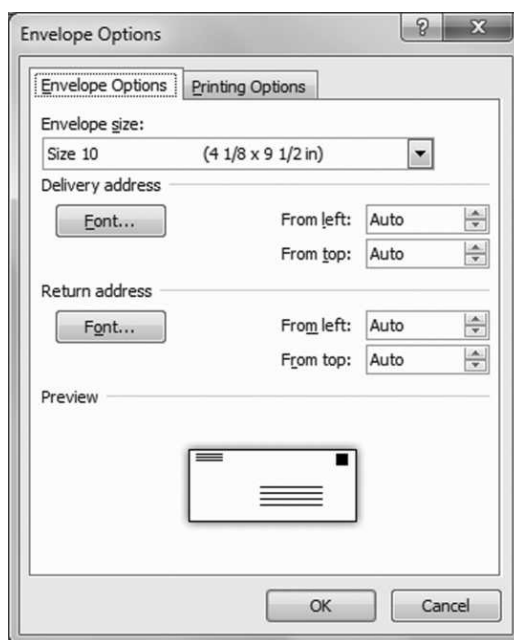 Envelope Options
Envelope Options Printing Options
Envelope size:
Size 10 (4 1/8 x 9 1/2 in)
Delivery address
Font... From left: Auto
From top: Auto
Return address
Font... From left: Auto
From top: Auto
Preview
OK Cancel